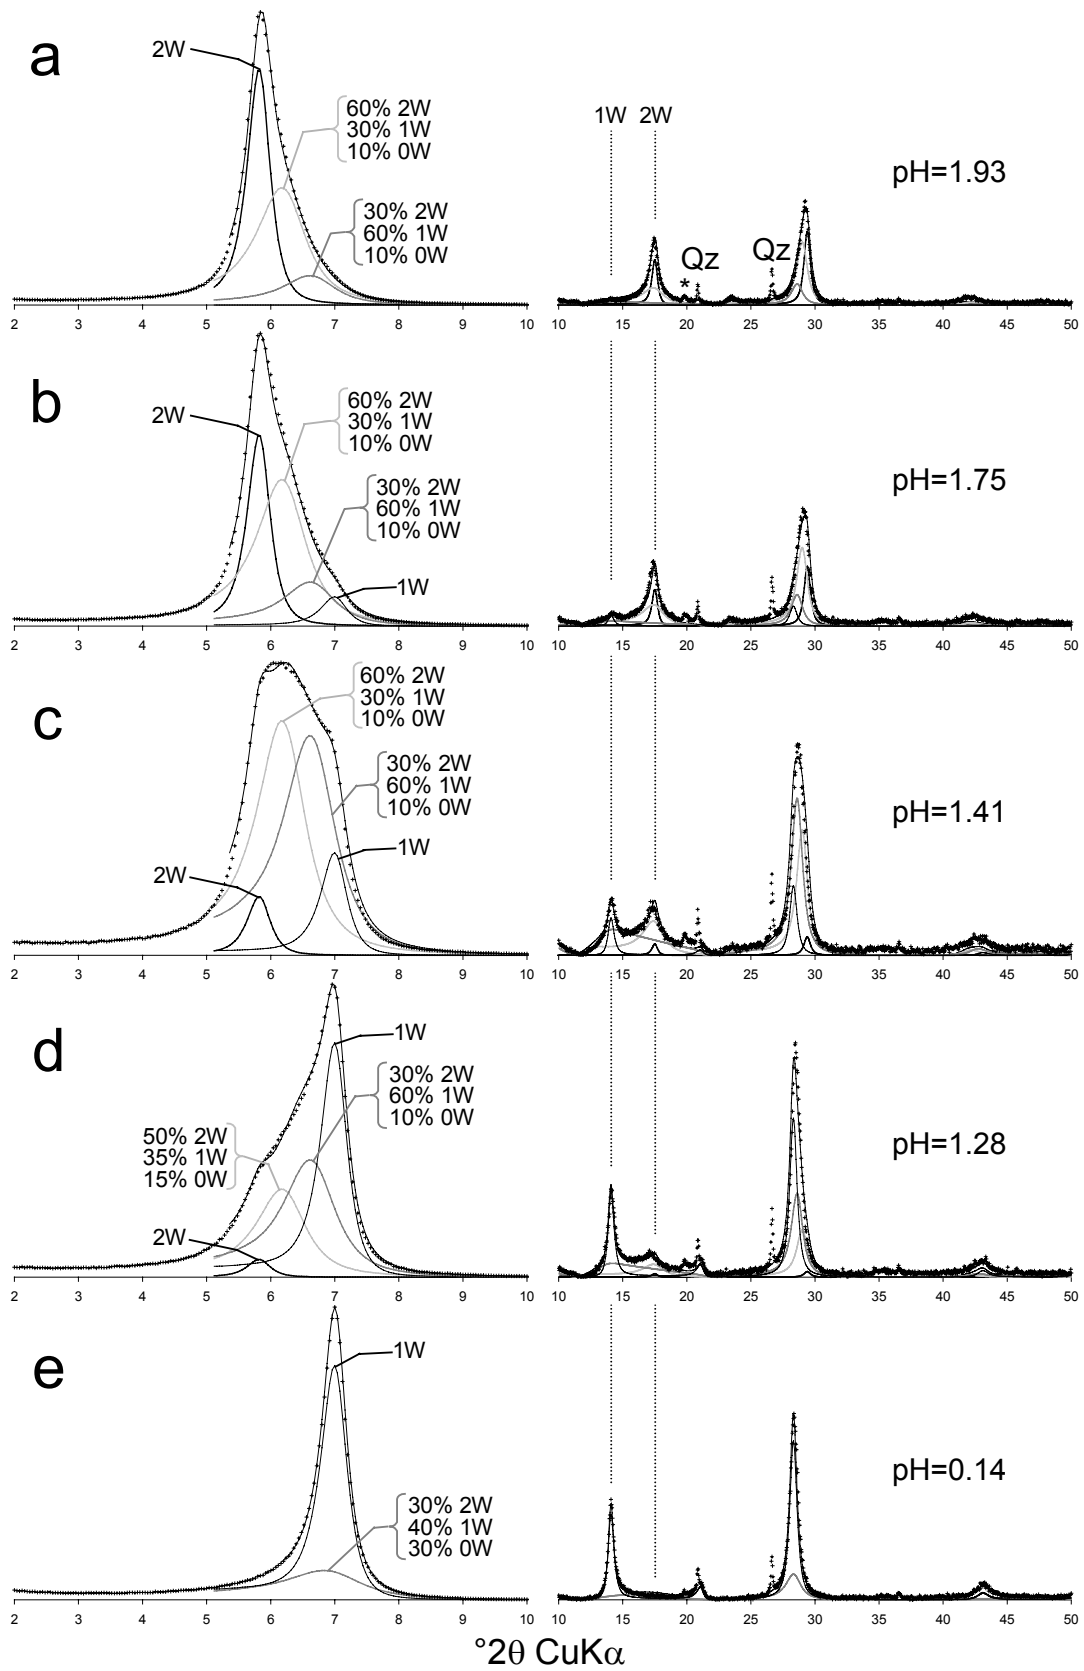 a
2W
60% 2W
30% 1W
10% 0W
30% 2W
60% 1W
10% 0W
1W 2W
Qz
*
Qz
pH=1.93
2 3 4 5 6 7 8 9 10
10 15 20 25 30 35 40 45 50
b
2W
60% 2W
30% 1W
10% 0W
30% 2W
60% 1W
10% 0W
1W
pH=1.75
2 3 4 5 6 7 8 9 10
10 15 20 25 30 35 40 45 50
c
60% 2W
30% 1W
10% 0W
30% 2W
60% 1W
10% 0W
1W
2W
pH=1.41
2 3 4 5 6 7 8 9 10
10 15 20 25 30 35 40 45 50
d
1W
30% 2W
60% 1W
10% 0W
50% 2W
35% 1W
15% 0W
2W
pH=1.28
2 3 4 5 6 7 8 9 10
10 15 20 25 30 35 40 45 50
e
1W
30% 2W
40% 1W
30% 0W
pH=0.14
2 3 4 5 6 7 8 9 10
10 15 20 25 30 35 40 45 50
°2θ CuKα